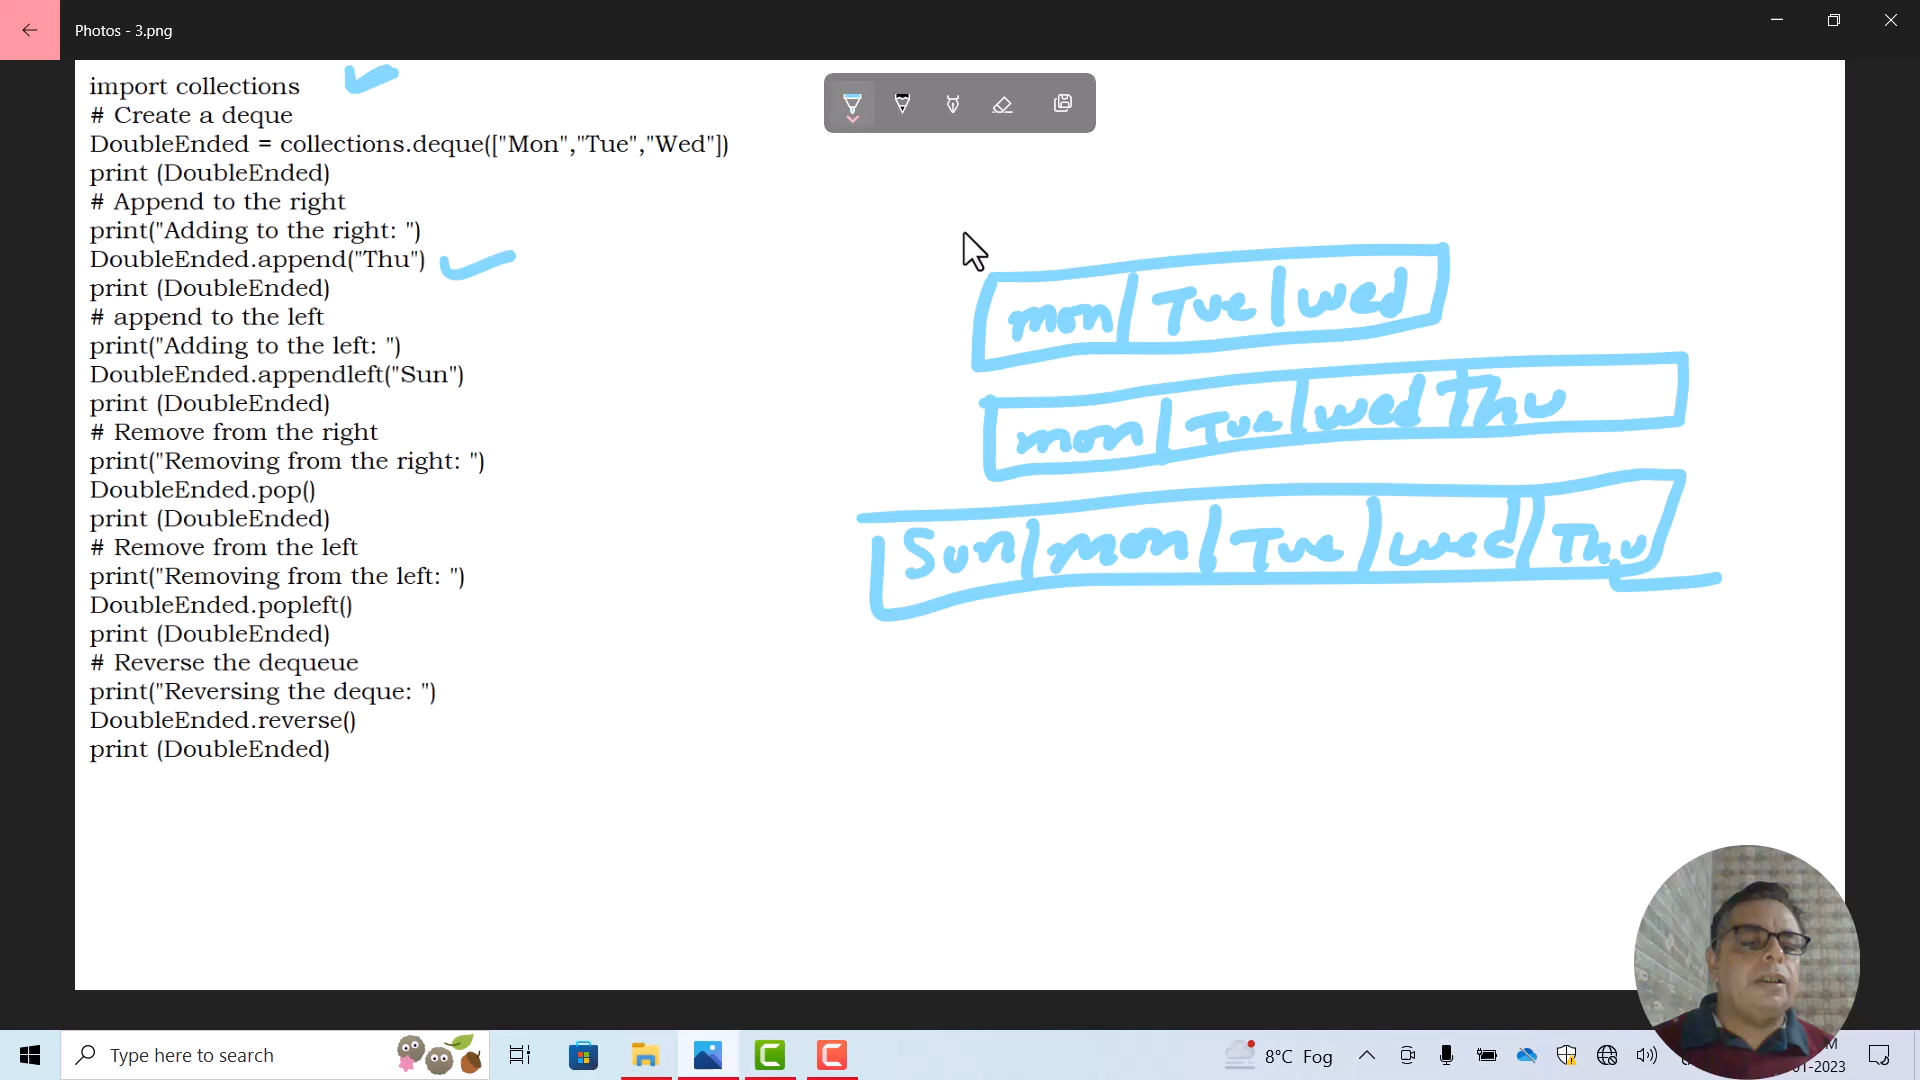 Photos - 3.png
import collections
# Create a deque
DoubleEnded = collections.deque(["Mon","Tue","Wed"])
print (DoubleEnded)
# Append to the right
print("Adding to the right: ")
DoubleEnded.append("Thu")
print (DoubleEnded)
# append to the left
print("Adding to the left: ")
DoubleEnded.appendleft("Sun")
print (DoubleEnded)
# Remove from the right
print("Removing from the right: ")
DoubleEnded.pop()
print (DoubleEnded)
# Remove from the left
print("Removing from the left: ")
DoubleEnded.popleft()
print (DoubleEnded)
# Reverse the dequeue
print("Reversing the deque: ")
DoubleEnded.reverse()
print (DoubleEnded)
mon Tue wed
mon Tue wed Thu
Sun mon Tue wed Thu
Type here to search
8°C Fog